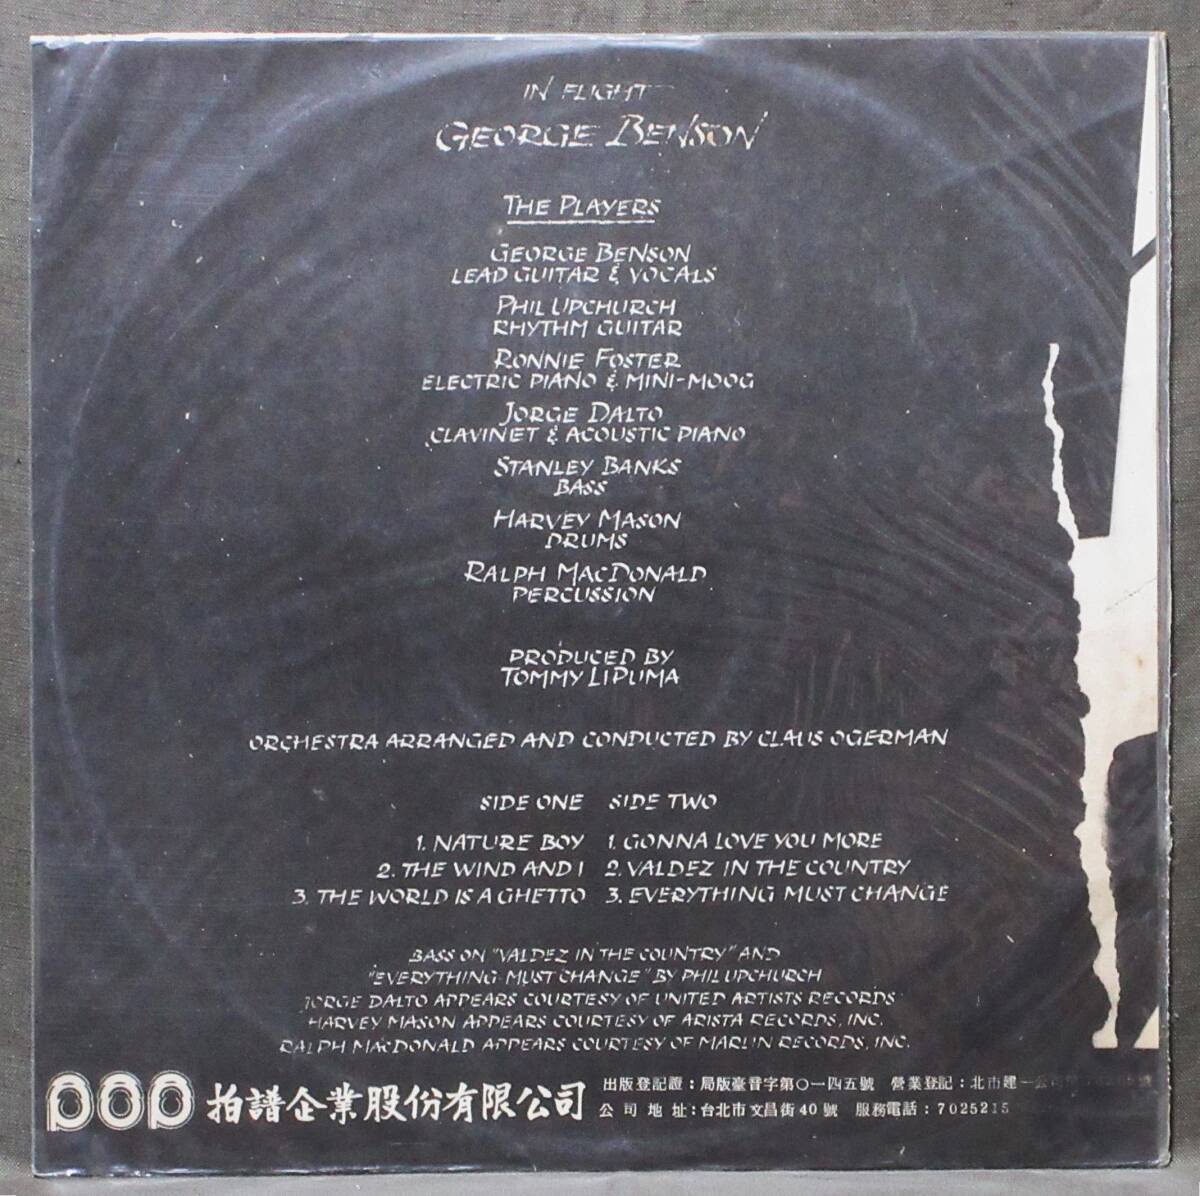 IN FLIGHT
GEORGE BENSON
THE PLAYERS
GEORGE BENSON
LEAD GUITAR & VOCALS
PHIL UPCHURCH
RHYTHM GUITAR
RONNIE FOSTER
ELECTRIC PIANO & MINI-MOOG
JORGE DALTO
CLAVINET & ACOUSTIC PIANO
STANLEY BANKS
BASS
HARVEY MASON
DRUMS
RALPH MACDONALD
PERCUSSION
PRODUCED BY
TOMMY LIPUMA
ORCHESTRA ARRANGED AND CONDUCTED BY CLAUS OGERMAN
SIDE ONE
1. NATURE BOY
2. THE WIND AND I
3. THE WORLD IS A GHETTO
SIDE TWO
1. GONNA LOVE YOU MORE
2. VALDEZ IN THE COUNTRY
3. EVERYTHING MUST CHANGE
BASS ON "VALDEZ IN THE COUNTRY" AND
"EVERYTHING MUST CHANGE" BY PHIL UPCHURCH
JORGE DALTO APPEARS COURTESY OF UNITED ARTISTS RECORDS
HARVEY MASON APPEARS COURTESY OF ARISTA RECORDS, INC.
RALPH MACDONALD APPEARS COURTESY OF MARLIN RECORDS, INC.
pop 拍譜企業股份有限公司
出版登記證：局版臺音字第○一四五號 營業登記：北市建一
公司地址：台北市文昌街40號 服務電話：7025215